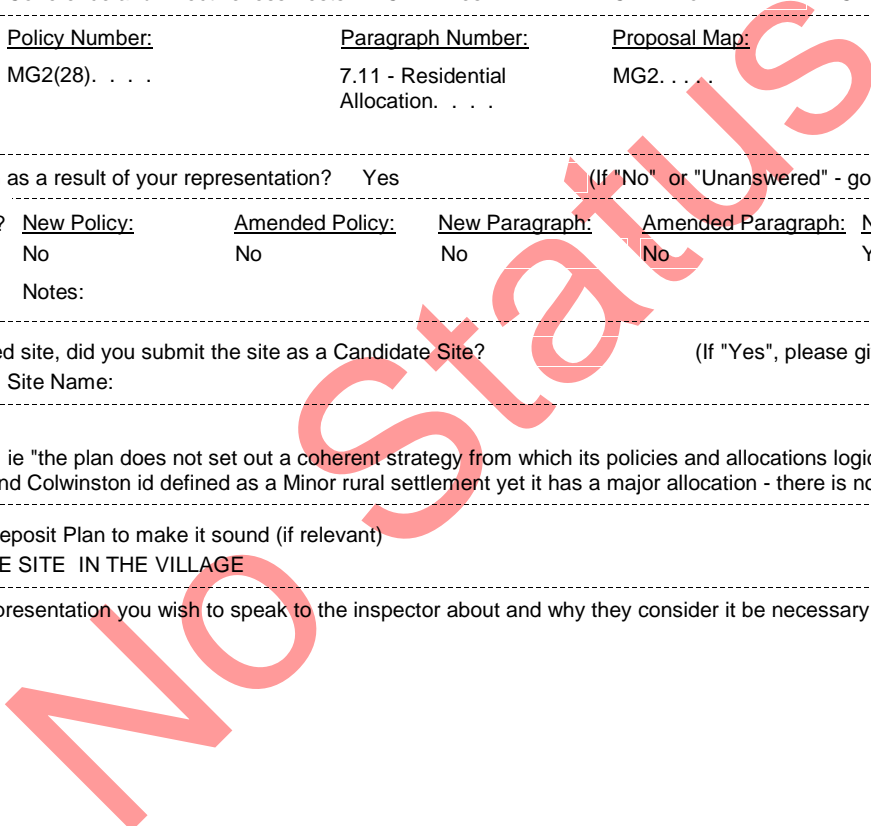 Policy Number: Paragraph Number: Proposal Map:
MG2(28). . . . 7.11 - Residential MG2. . . . .
Allocation. . . .
as a result of your representation? Yes (If "No" or "Unanswered" - go
? New Policy: Amended Policy: New Paragraph: Amended Paragraph: N
No No No No Y
Notes:
ed site, did you submit the site as a Candidate Site? (If "Yes", please gi
Site Name:
ie "the plan does not set out a coherent strategy from which its policies and allocations logic
nd Colwinston id defined as a Minor rural settlement yet it has a major allocation - there is no
eposit Plan to make it sound (if relevant)
E SITE IN THE VILLAGE
presentation you wish to speak to the inspector about and why they consider it be necessary
No Status